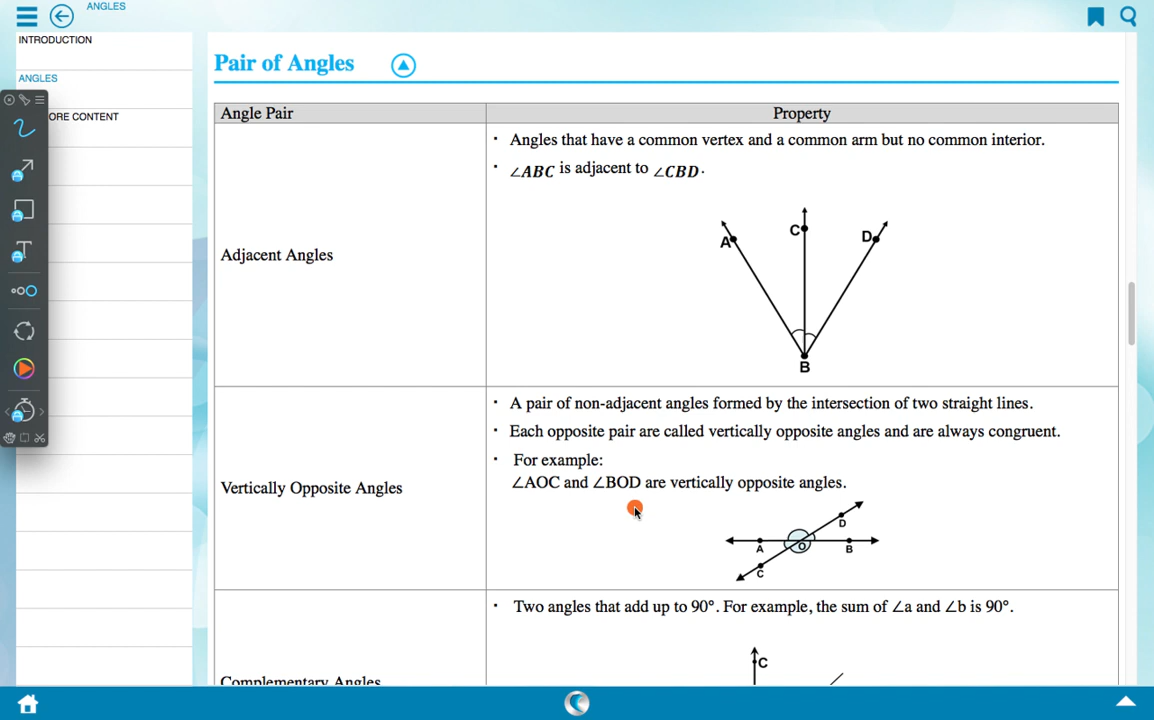 ANGLES
INTRODUCTION
ANGLES
ORE CONTENT
Pair of Angles
Angle Pair
Property
Adjacent Angles
· Angles that have a common vertex and a common arm but no common interior.
· ∠ABC is adjacent to ∠CBD.
A
C
D
B
Vertically Opposite Angles
· A pair of non-adjacent angles formed by the intersection of two straight lines.
· Each opposite pair are called vertically opposite angles and are always congruent.
· For example:
∠AOC and ∠BOD are vertically opposite angles.
D
A
O
B
C
Complementary Angles
· Two angles that add up to 90°. For example, the sum of ∠a and ∠b is 90°.
C